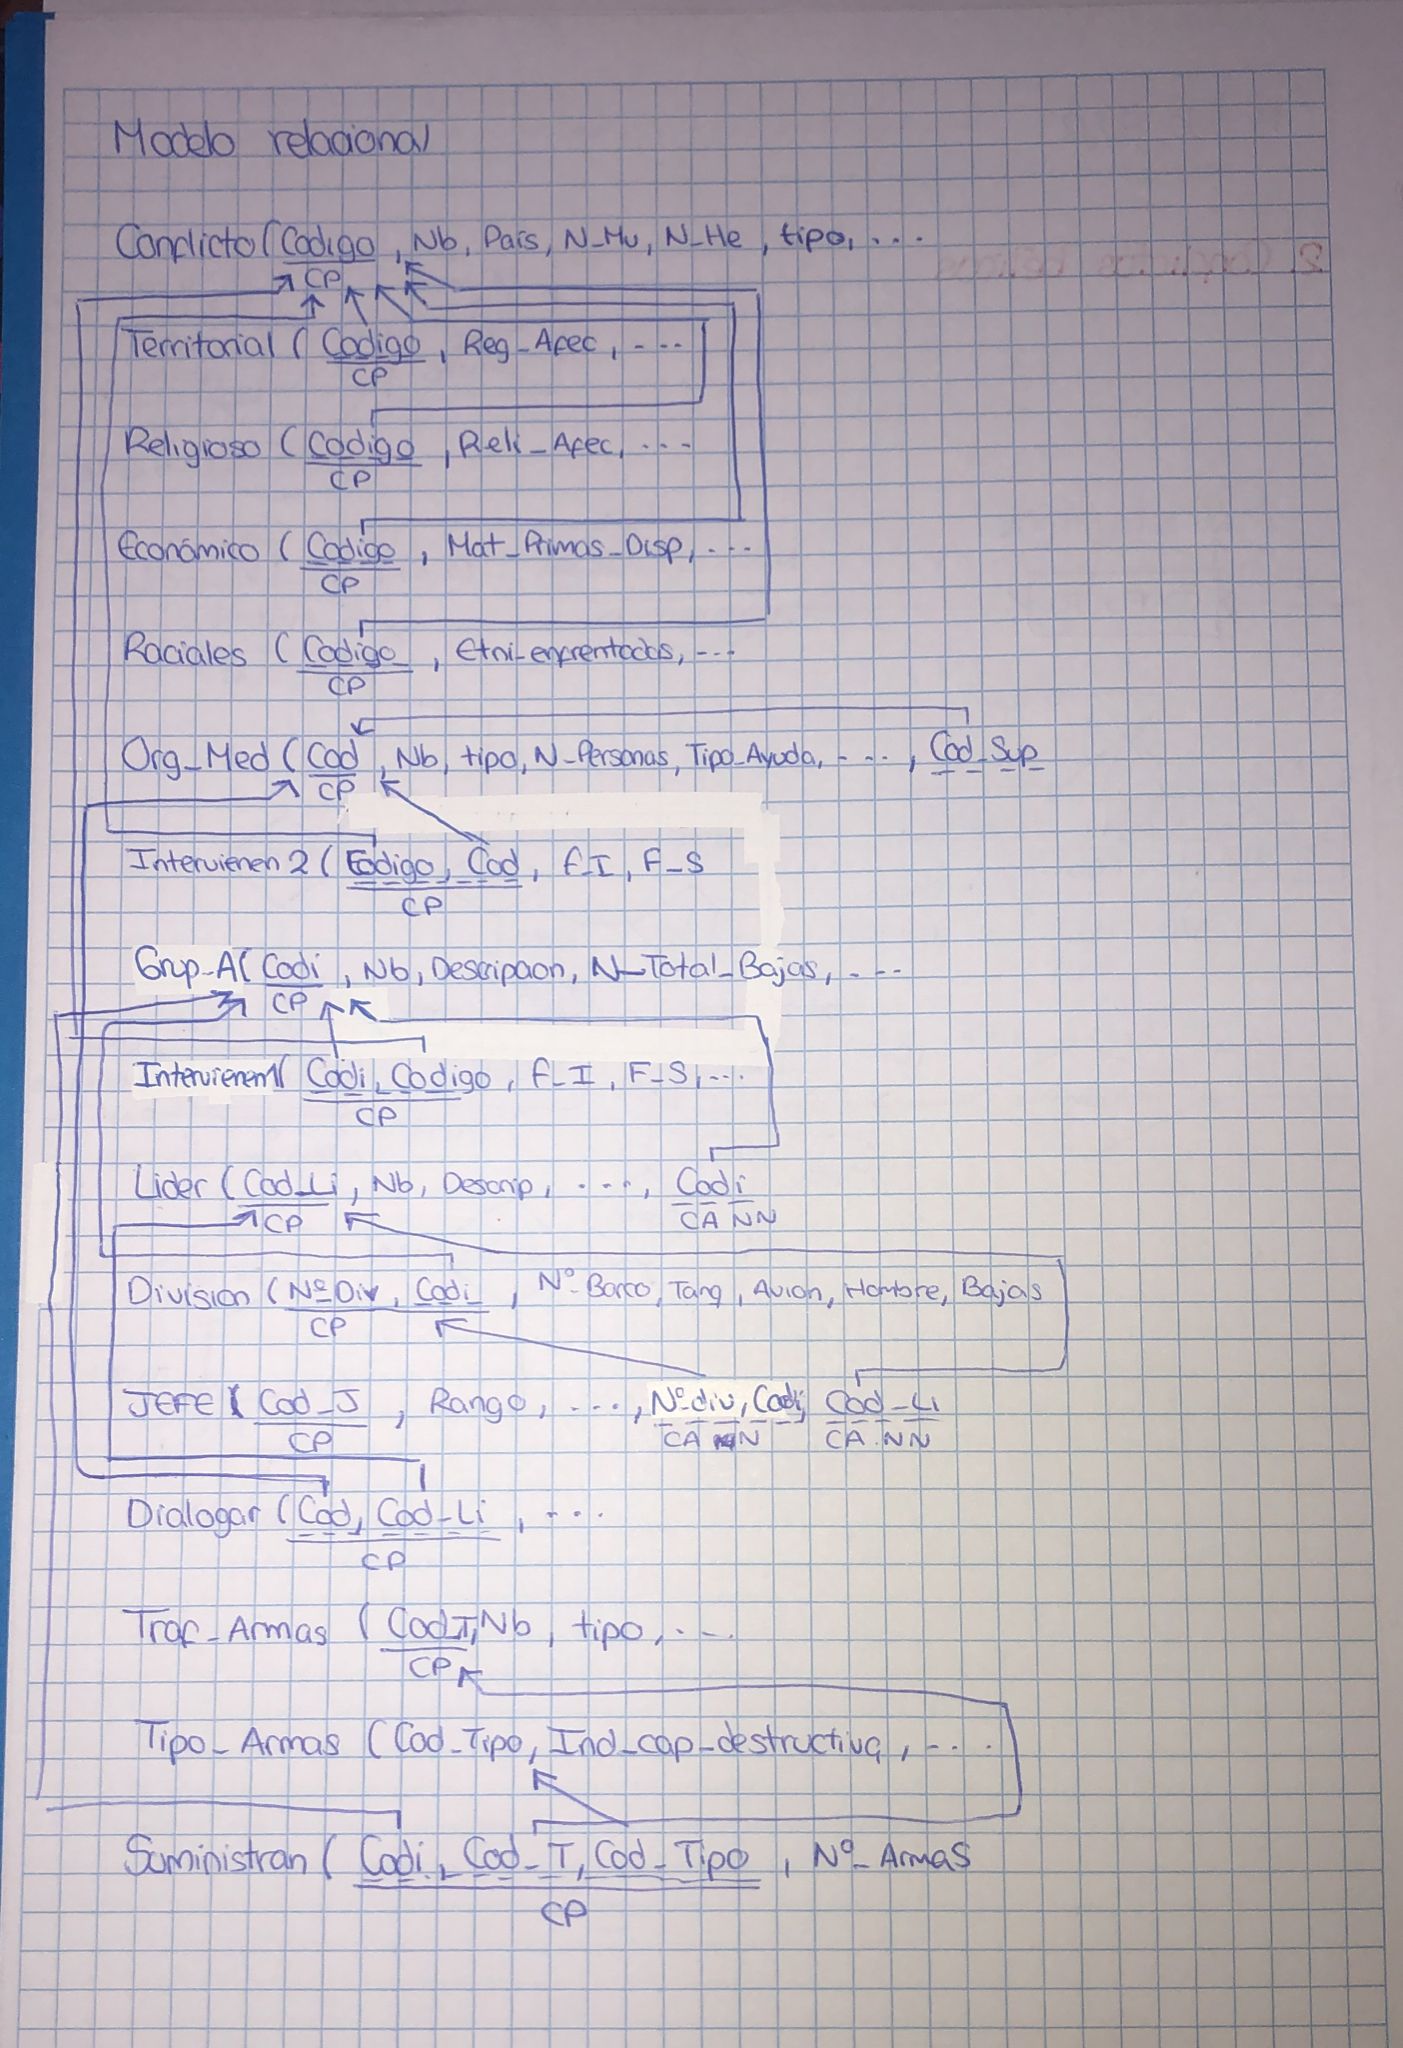 Modelo relacional
Conflicto (Codigo, Nb, País, N_Mu, N_He, tipo, ...
CP
Territorial (Codigo, Reg_Afec, ...
CP
Religioso (Codigo, Reli_Afec, ...
CP
Económico (Codigo, Mat_Primas_Disp, ...
CP
Raciales (Codigo, Etni_enfrentados, ...
CP
Org_Med (Cod, Nb, tipo, N_Personas, Tipo_Ayuda, ..., Cod_Sup
CP
Intervienen 2 (Codigo, Cod, f_I, F_S
CP
Grup_A (Codi, Nb, Descripcion, N_Total_Bajas, ...
CP
Intervienen1 (Codi, Codigo, f_I, F_S, ...
CP
Lider (Cod_Li, Nb, Descrip, ..., Codi
CP CA NN
Division (Nº Div, Codi, Nº Barco, Tanq, Avion, Hombre, Bajas
CP
JEFE (Cod_J, Rango, ..., Nº div, Codi, Cod_Li
CP CA NN CA NN
Dialogar (Cod, Cod_Li, ...
CP
Traf_Armas (Cod_T, Nb, tipo, ...
CP
Tipo_Armas (Cod_Tipo, Ind_cap_destructiva, ...
Suministran (Codi, Cod_T, Cod_Tipo, Nº_Armas
CP